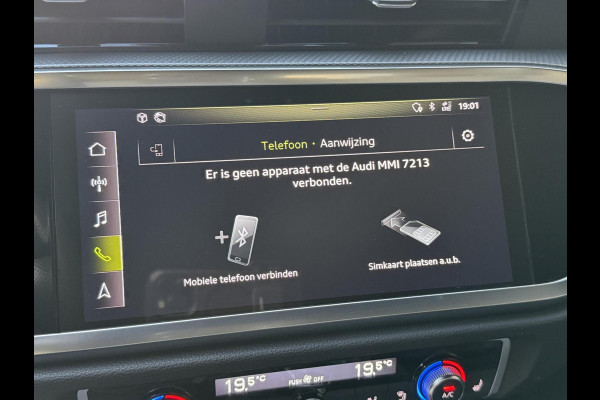 19:01
Telefoon • Aanwijzing
Er is geen apparaat met de Audi MMI 7213
verbonden.
Mobiele telefoon verbinden
Simkaart plaatsen a.u.b.
19,5°C
PUSH OFF
19,5°C
A/C